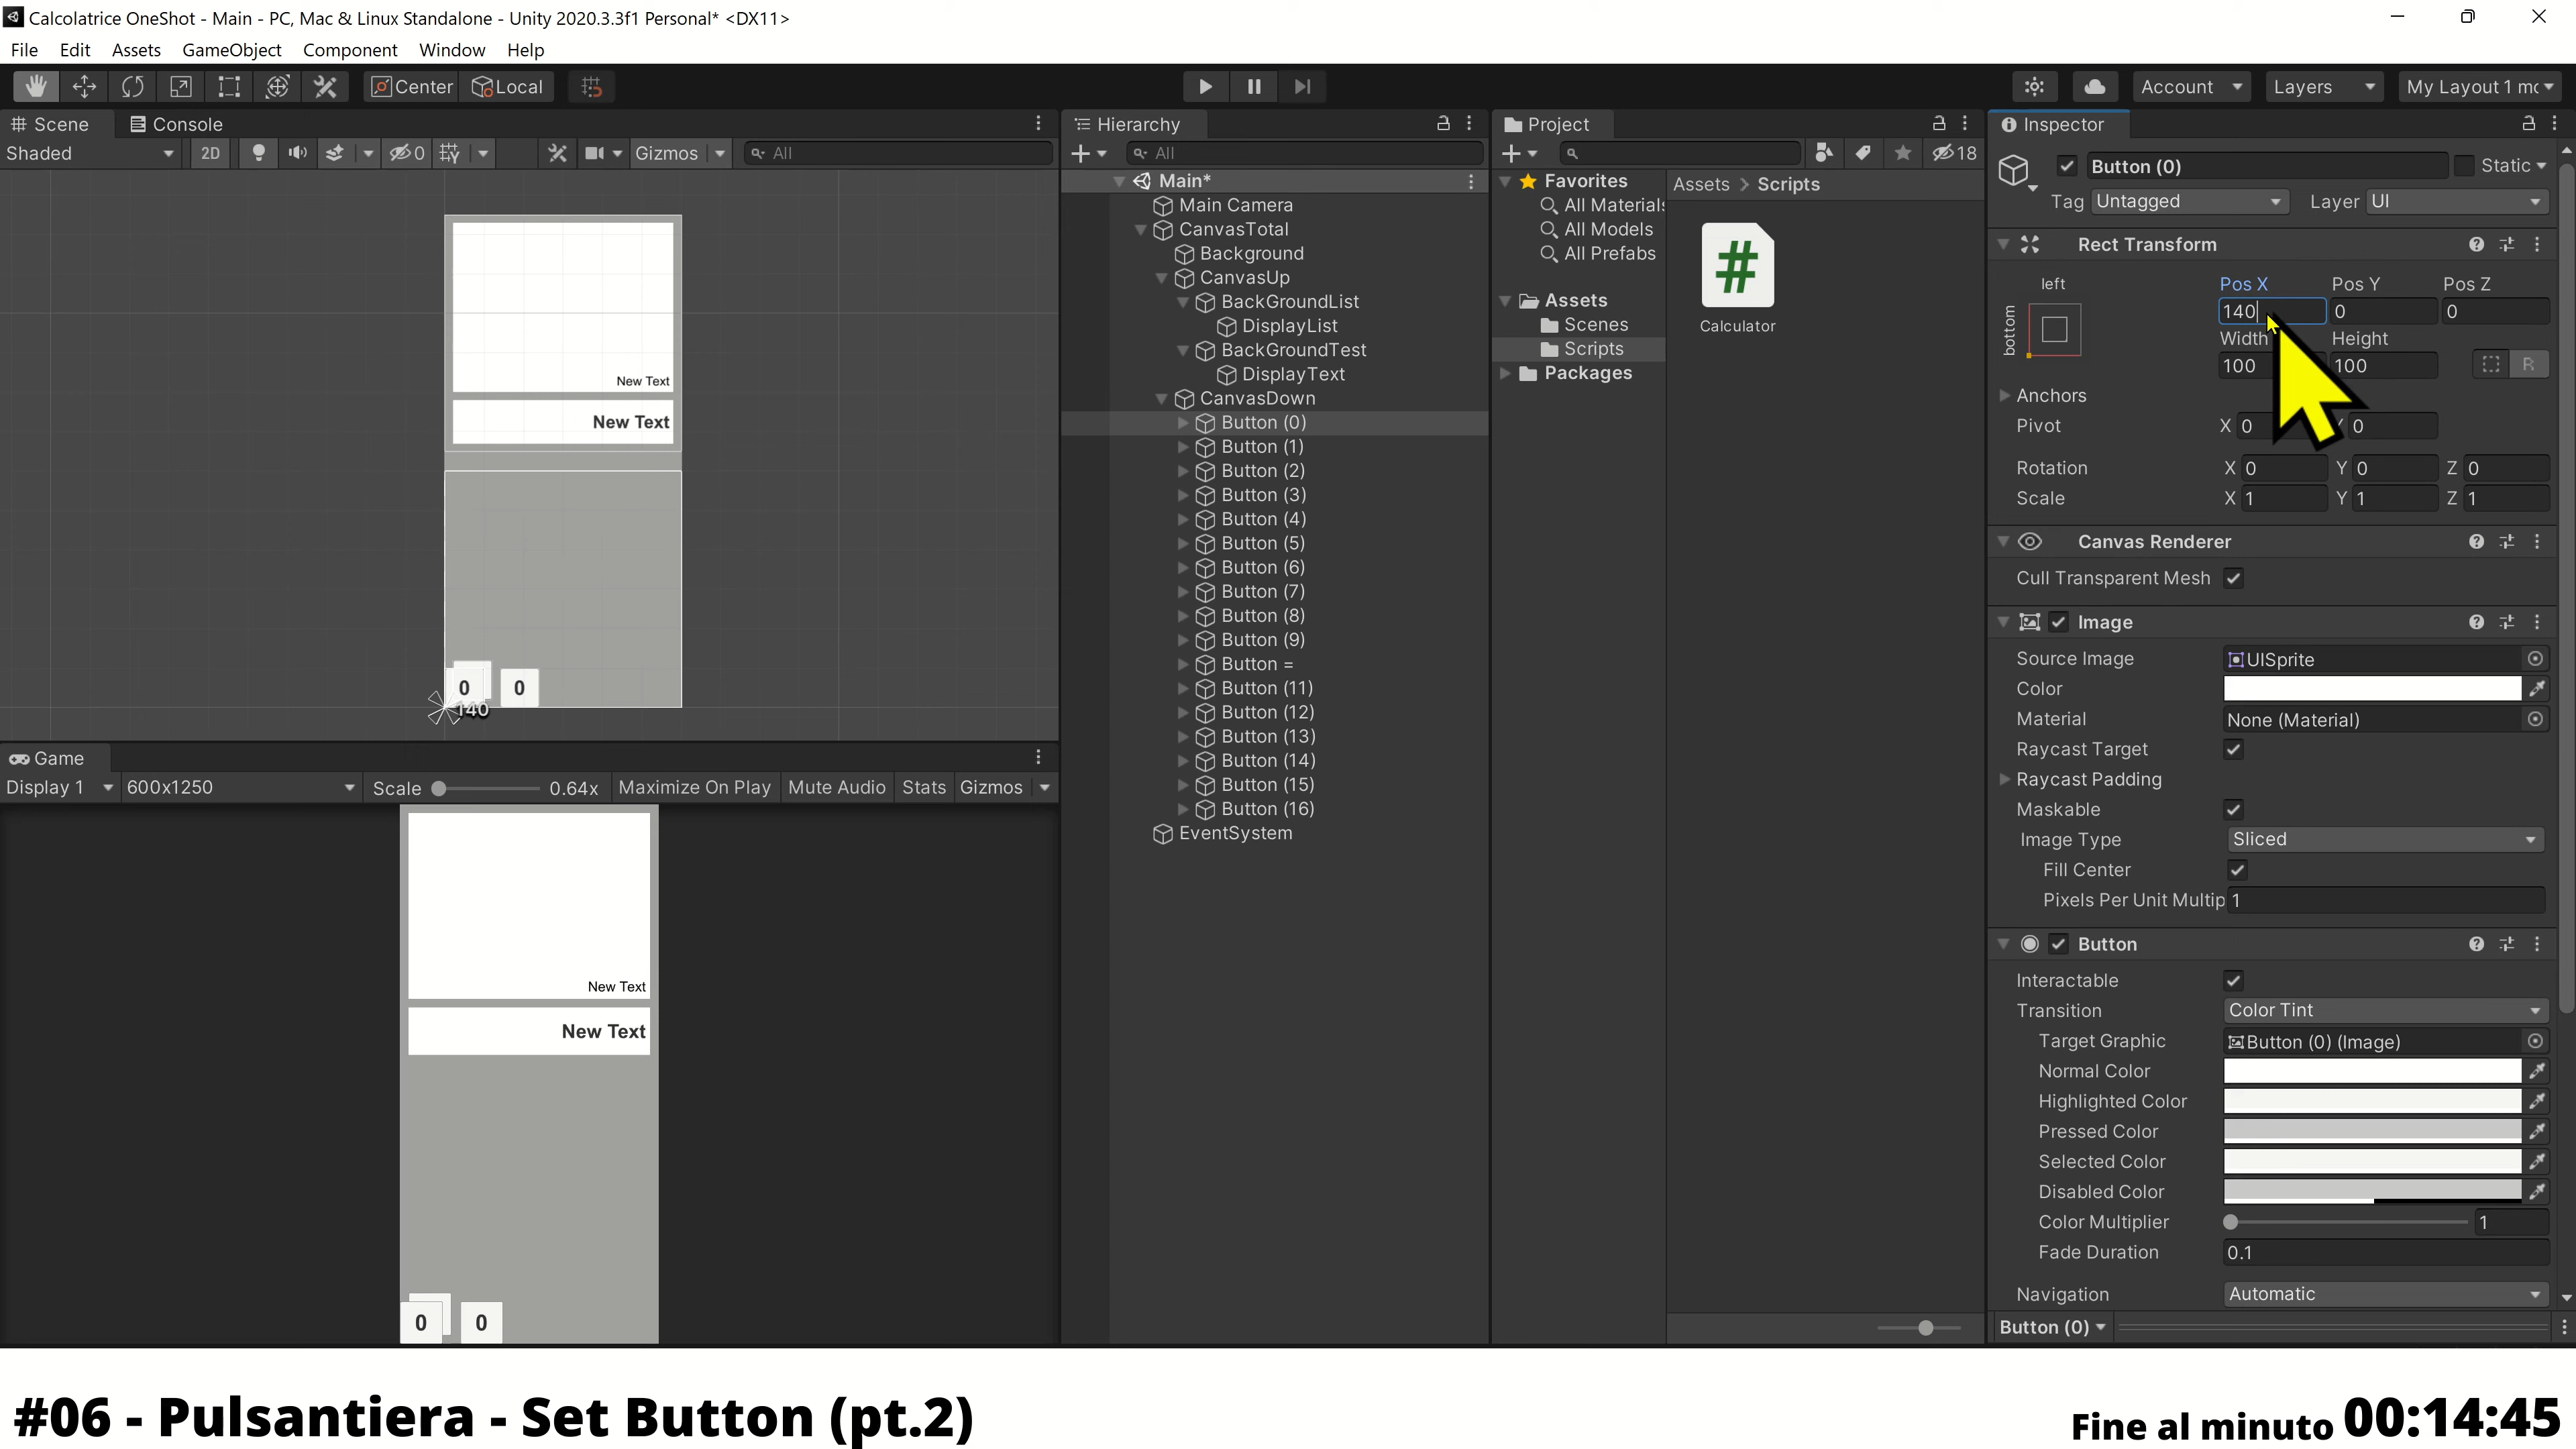 Calcolatrice OneShot - Main - PC, Mac & Linux Standalone - Unity 2020.3.3f1 Personal* <DX11>
File Edit Assets GameObject Component Window Help
Center Local Account Layers My Layout 1 mo
Scene Console
Shaded 2D 0 Gizmos All
New Text
New Text
0 0
140
Game
Display 1 600x1250 Scale 0.64x Maximize On Play Mute Audio Stats Gizmos
New Text
New Text
0 0
Hierarchy
All
Main*
Main Camera
CanvasTotal
Background
CanvasUp
BackGroundList
DisplayList
BackGroundTest
DisplayText
CanvasDown
Button (0)
Button (1)
Button (2)
Button (3)
Button (4)
Button (5)
Button (6)
Button (7)
Button (8)
Button (9)
Button =
Button (11)
Button (12)
Button (13)
Button (14)
Button (15)
Button (16)
EventSystem
Project
18
Favorites
All Materials
All Models
All Prefabs
Assets
Scenes
Scripts
Packages
Assets > Scripts
#
Calculator
Inspector
Button (0) Static
Tag Untagged Layer UI
Rect Transform
left Pos X Pos Y Pos Z
bottom 140 0 0
Width Height
100 100 R
Anchors
Pivot X 0 0
Rotation X 0 Y 0 Z 0
Scale X 1 Y 1 Z 1
Canvas Renderer
Cull Transparent Mesh
Image
Source Image UISprite
Color
Material None (Material)
Raycast Target
Raycast Padding
Maskable
Image Type Sliced
Fill Center
Pixels Per Unit Multip 1
Button
Interactable
Transition Color Tint
Target Graphic Button (0) (Image)
Normal Color
Highlighted Color
Pressed Color
Selected Color
Disabled Color
Color Multiplier 1
Fade Duration 0.1
Navigation Automatic
Button (0)
#06 - Pulsantiera - Set Button (pt.2)
Fine al minuto 00:14:45